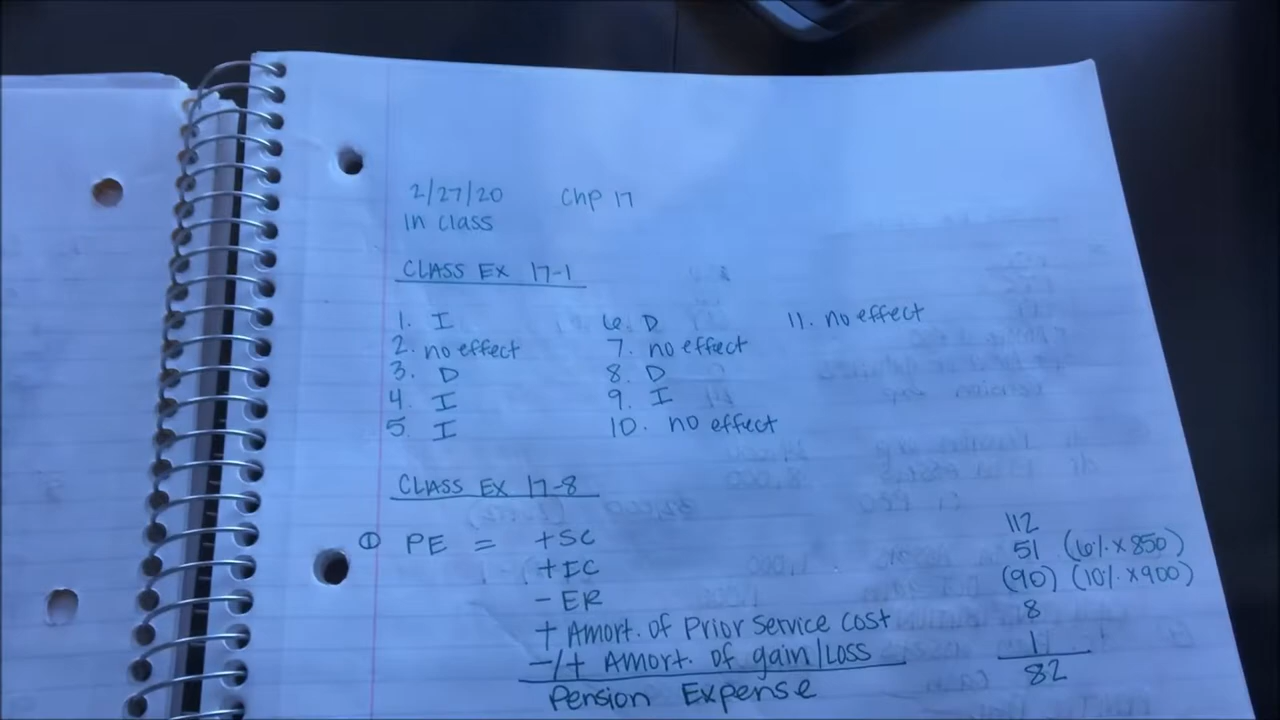 2/27/20 Chp 17
in class
CLASS EX 17-1
1. I 6. D 11. no effect
2. no effect 7. no effect
3. D 8. D
4. I 9. I
5. I 10. no effect
CLASS EX 17-8
① PE = +SC 112
+IC 51 (6% × 850)
- ER (90) (10% × 900)
+ Amort. of Prior service cost 8
-/+ Amort. of gain/Loss 1
Pension Expense 82